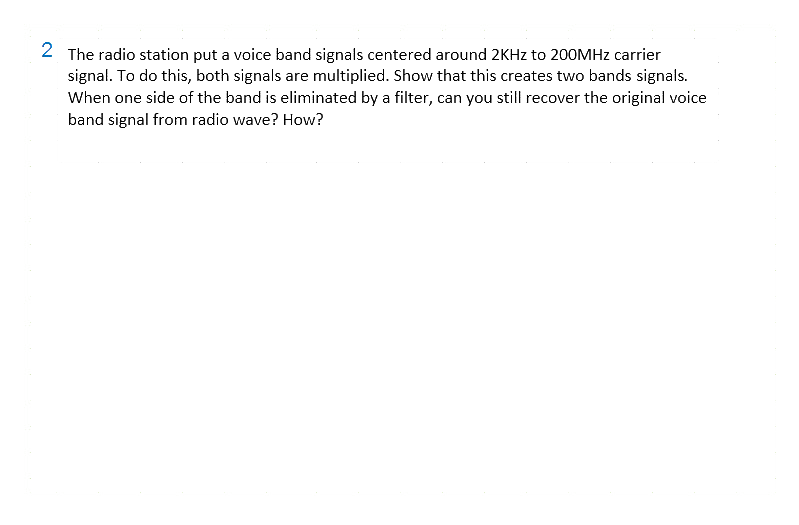 2 The radio station put a voice band signals centered around 2KHz to 200MHz carrier
signal. To do this, both signals are multiplied. Show that this creates two bands signals.
When one side of the band is eliminated by a filter, can you still recover the original voice
band signal from radio wave? How?